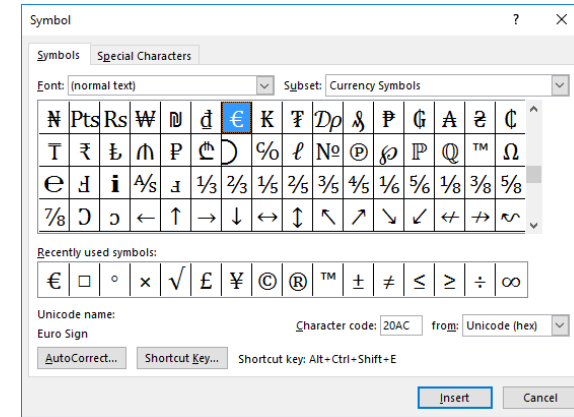 Symbol ? ×
Symbols Special Characters
Font: (normal text) Subset: Currency Symbols
₦ ₧ ₨ ₩ ₪ ₫ € ₭ ₮ ₯ ₰ ₱ ₲ ₳ ₴ ₵
₸ ₹ ₺ ₼ ₽ ₾ ℅ ℓ № ℗ ℘ ℙ ℚ ™ Ω
℮ Ⅎ ℹ ⅍ ⅎ ⅓ ⅔ ⅕ ⅖ ⅗ ⅘ ⅙ ⅚ ⅛ ⅜ ⅝
⅞ Ↄ ↄ ← ↑ → ↓ ↔ ↕ ↖ ↗ ↘ ↙ ↚ ↛ ↜
Recently used symbols:
€ □ ° × √ £ ¥ © ® ™ ± ≠ ≤ ≥ ÷ ∞
Unicode name:
Euro Sign
Character code: 20AC from: Unicode (hex)
AutoCorrect... Shortcut Key... Shortcut key: Alt+Ctrl+Shift+E
Insert Cancel